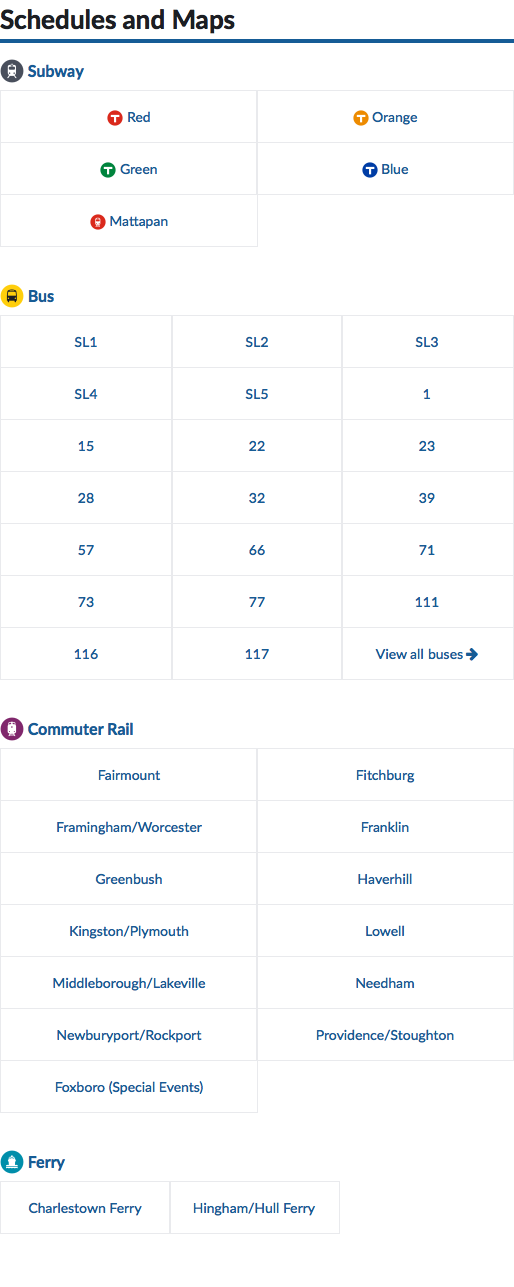 Schedules and Maps
Subway
Red Orange
Green Blue
Mattapan
Bus
SL1 SL2 SL3
SL4 SL5 1
15 22 23
28 32 39
57 66 71
73 77 111
116 117 View all buses
Commuter Rail
Fairmount Fitchburg
Framingham/Worcester Franklin
Greenbush Haverhill
Kingston/Plymouth Lowell
Middleborough/Lakeville Needham
Newburyport/Rockport Providence/Stoughton
Foxboro (Special Events)
Ferry
Charlestown Ferry Hingham/Hull Ferry